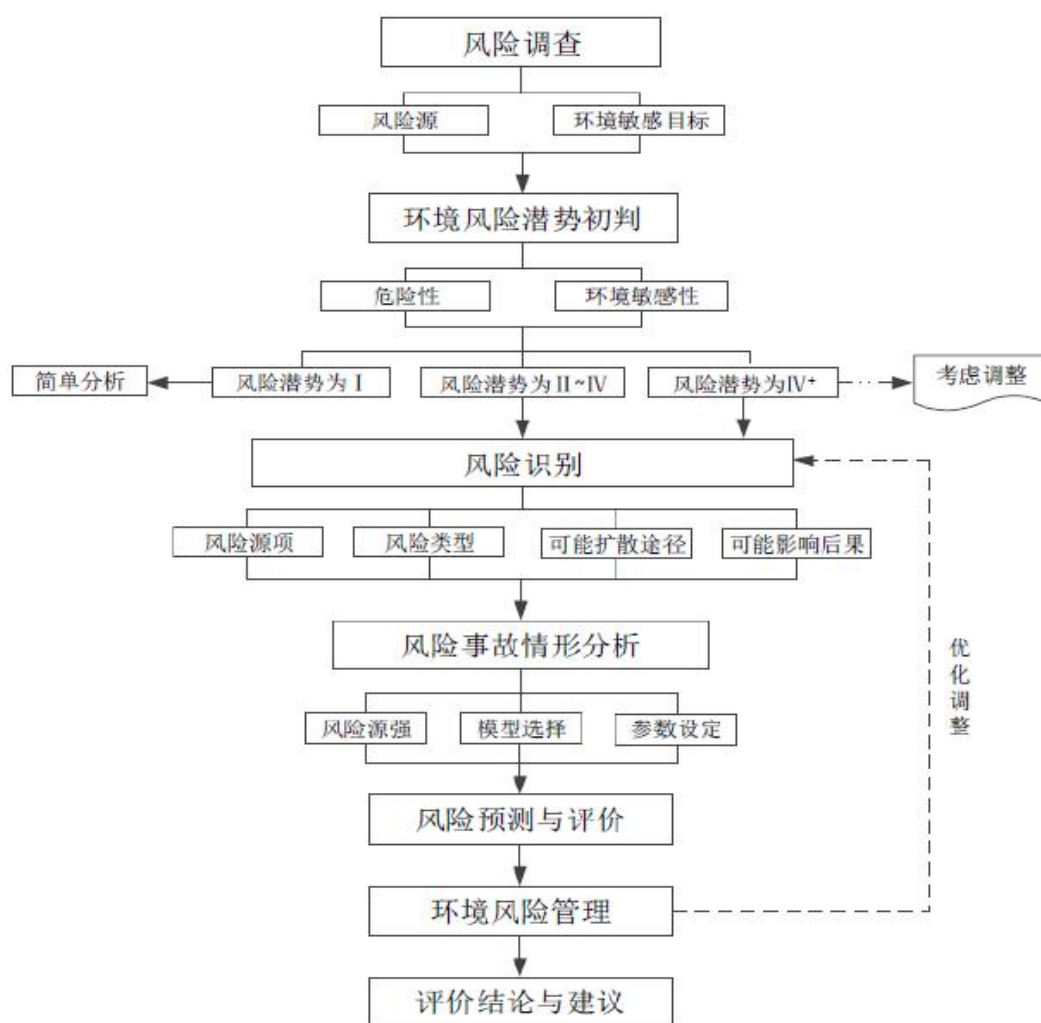 风险调查
风险源
环境敏感目标
环境风险潜势初判
危险性
环境敏感性
简单分析
风险潜势为Ⅰ
风险潜势为Ⅱ~Ⅳ
风险潜势为Ⅳ⁺
考虑调整
风险识别
风险源项
风险类型
可能扩散途径
可能影响后果
风险事故情形分析
优化调整
风险源强
模型选择
参数设定
风险预测与评价
环境风险管理
评价结论与建议